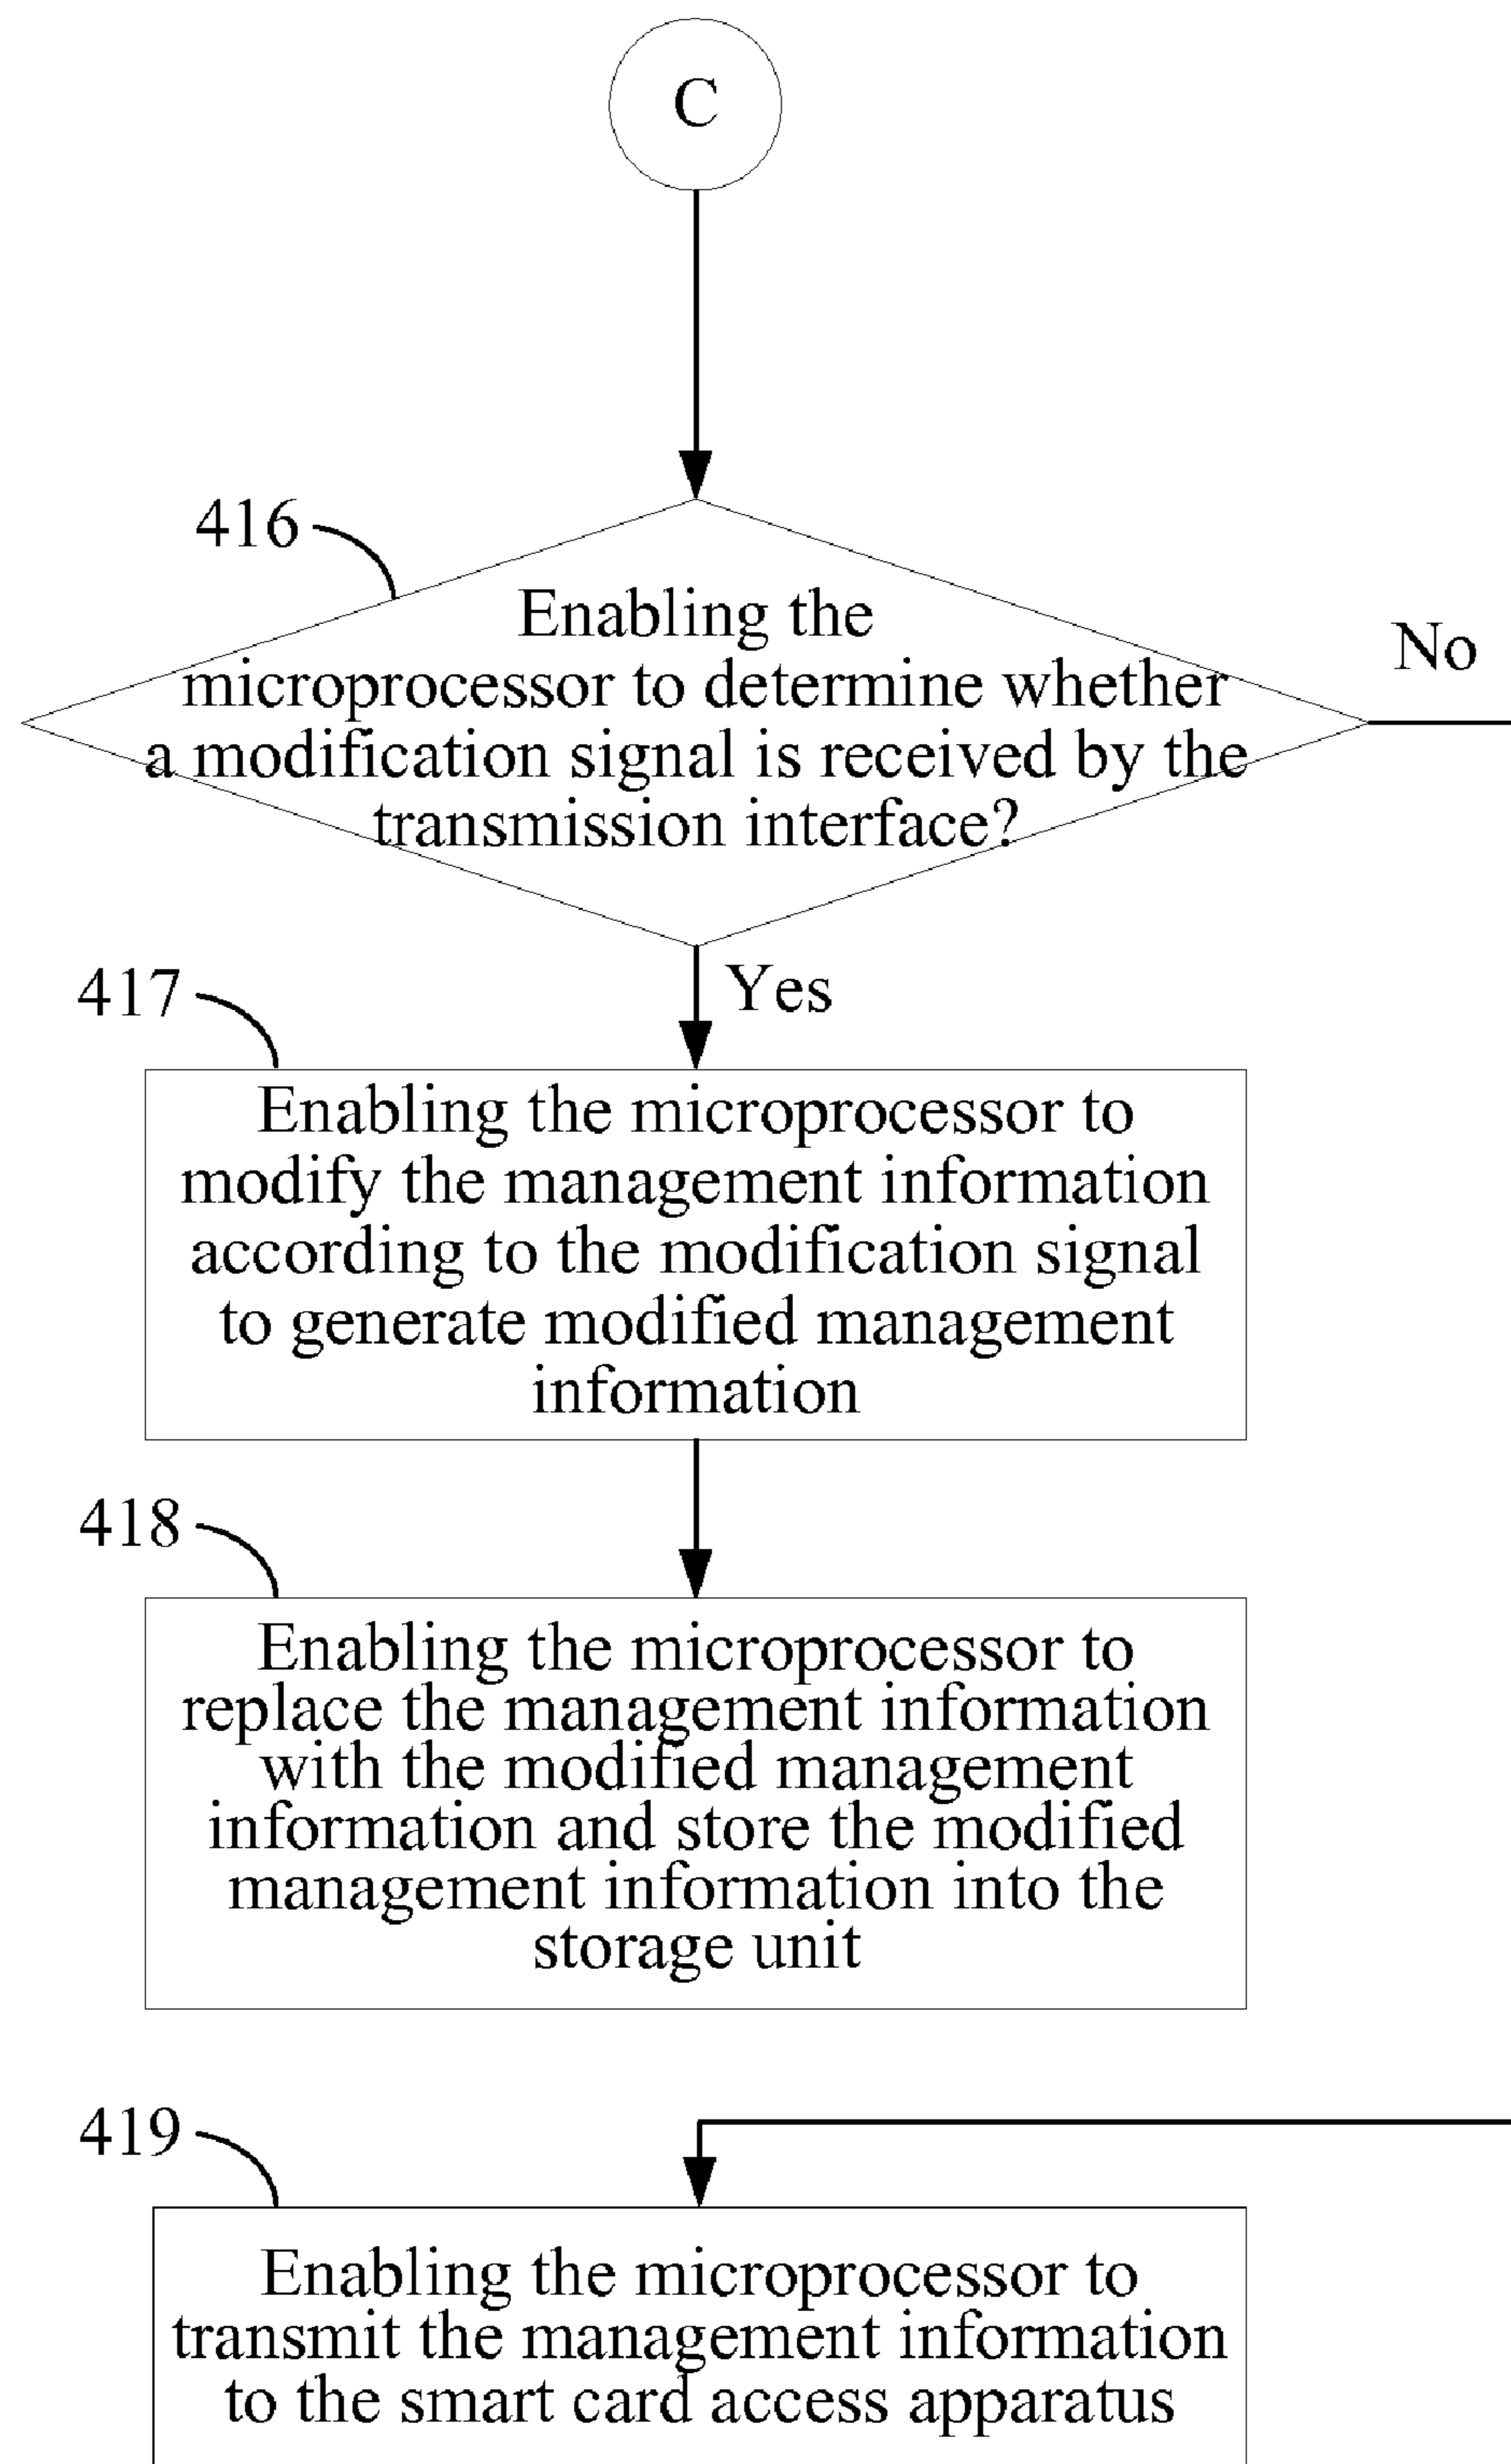 C
416
Enabling the
microprocessor to determine whether
a modification signal is received by the
transmission interface?
No
Yes
417
Enabling the microprocessor to
modify the management information
according to the modification signal
to generate modified management
information
418
Enabling the microprocessor to
replace the management information
with the modified management
information and store the modified
management information into the
storage unit
419
Enabling the microprocessor to
transmit the management information
to the smart card access apparatus